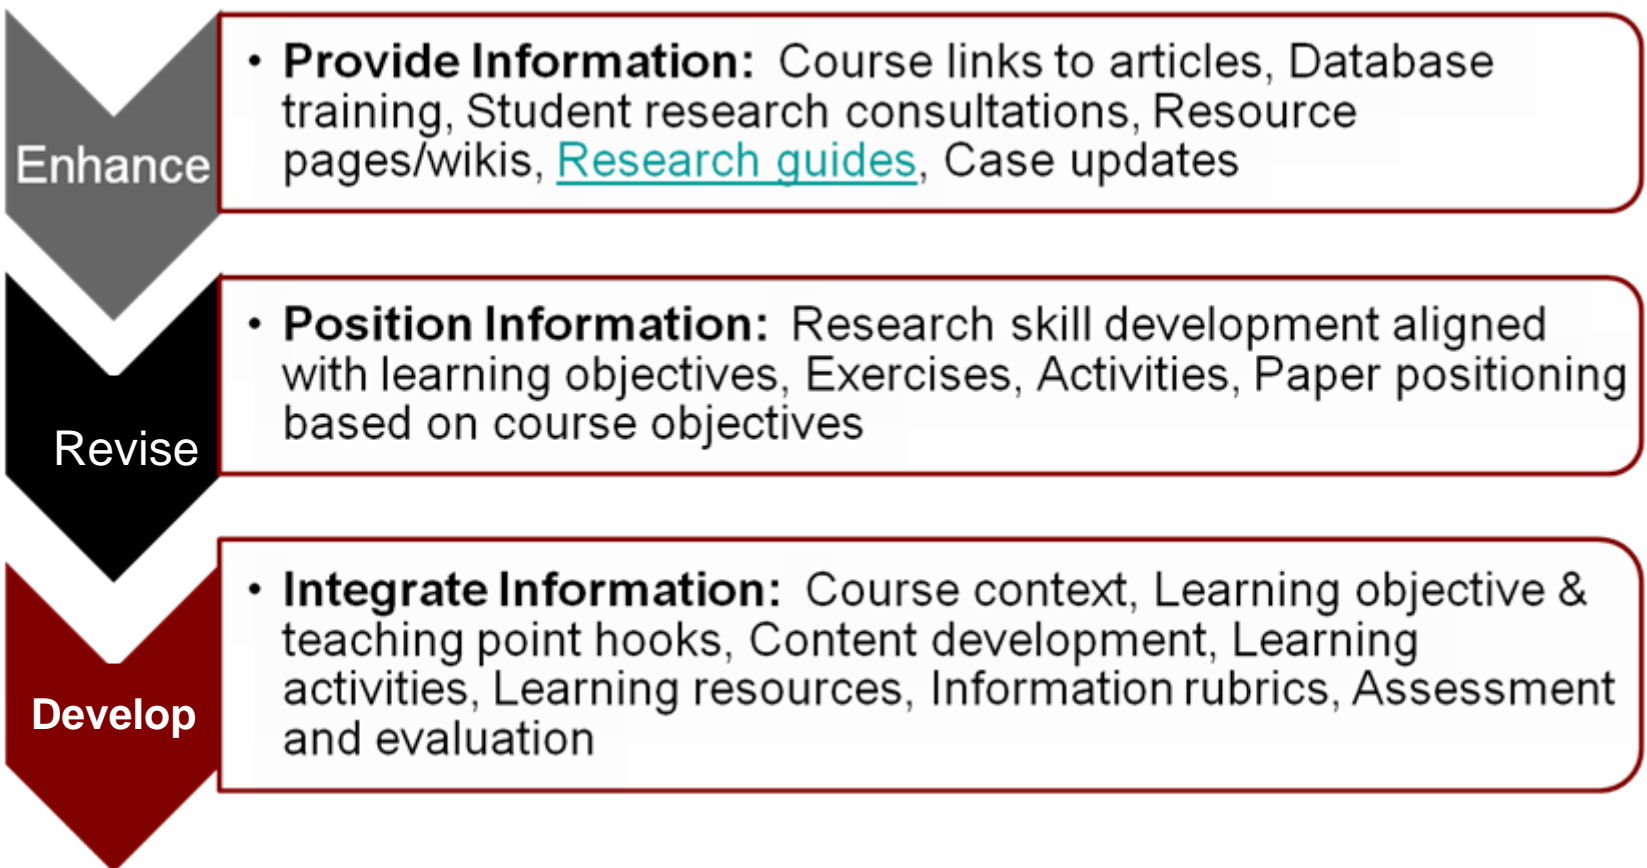 Enhance
• Provide Information: Course links to articles, Database
training, Student research consultations, Resource
pages/wikis, Research guides, Case updates
Revise
• Position Information: Research skill development aligned
with learning objectives, Exercises, Activities, Paper positioning
based on course objectives
Develop
• Integrate Information: Course context, Learning objective &
teaching point hooks, Content development, Learning
activities, Learning resources, Information rubrics, Assessment
and evaluation